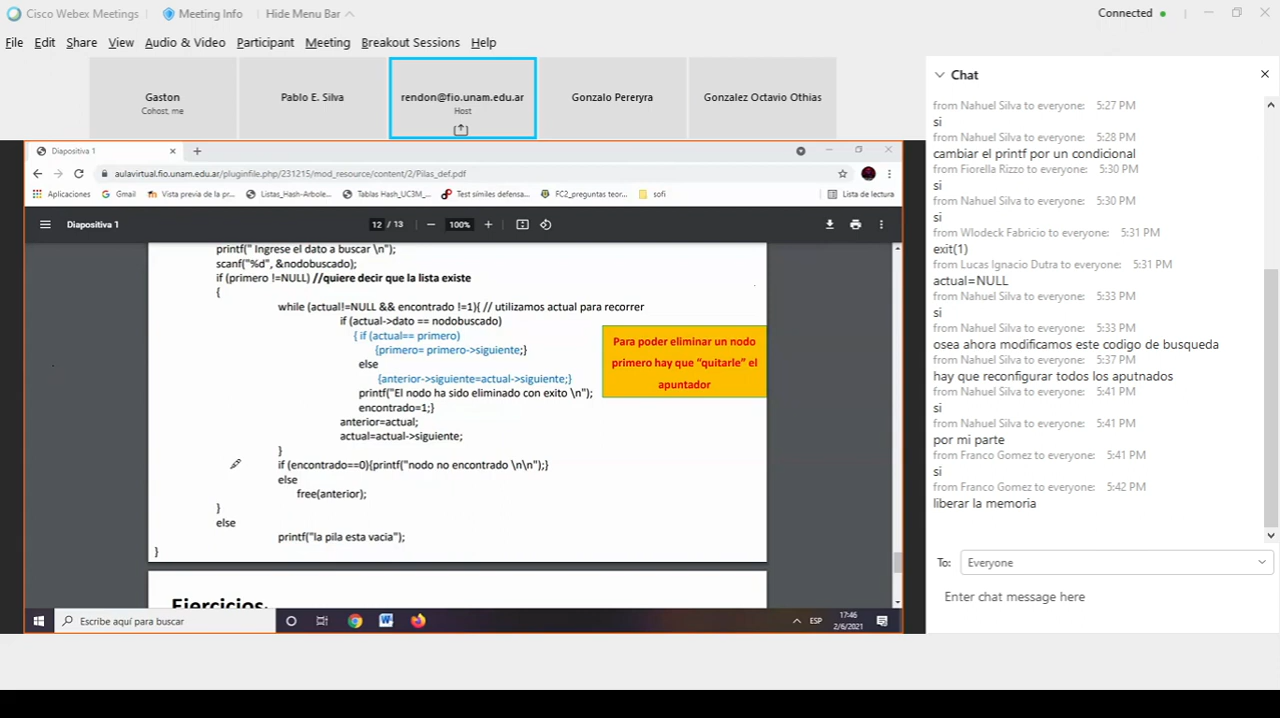 Cisco Webex Meetings
Meeting Info
Hide Menu Bar
Connected
File Edit Share View Audio & Video Participant Meeting Breakout Sessions Help
Gaston
Cohost, me
Pablo E. Silva
rendon@fio.unam.edu.ar
Host
Gonzalo Pereryra
Gonzalez Octavio Othias
Diapositiva 1
aulavirtual.fio.unam.edu.ar/pluginfile.php/231215/mod_resource/content/2/Pilas_def.pdf
Aplicaciones Gmail Vista previa de la pr... Listas_Hash-Arbole... Tablas Hash_UC3M_... Test símiles defensa... FC2_preguntas teor... sofi Lista de lectura
Diapositiva 1 12 / 13 100%
printf(" Ingrese el dato a buscar \n");
scanf("%d", &nodobuscado);
if (primero !=NULL) //quiere decir que la lista existe
{
while (actual!=NULL && encontrado !=1){ // utilizamos actual para recorrer
if (actual->dato == nodobuscado)
{ if (actual== primero)
{primero= primero->siguiente;}
else
{anterior->siguiente=actual->siguiente;}
printf("El nodo ha sido eliminado con exito \n");
encontrado=1;}
anterior=actual;
actual=actual->siguiente;
}
if (encontrado==0){printf("nodo no encontrado \n\n");}
else
free(anterior);
}
else
printf("la pila esta vacia");
}
Para poder eliminar un nodo
primero hay que "quitarle" el
apuntador
Ejercicios.
Escribe aquí para buscar
ESP
17:46
2/6/2021
Chat
from Nahuel Silva to everyone: 5:27 PM
si
from Nahuel Silva to everyone: 5:28 PM
cambiar el printf por un condicional
from Fiorella Rizzo to everyone: 5:30 PM
si
from Nahuel Silva to everyone: 5:30 PM
si
from Wlodeck Fabricio to everyone: 5:31 PM
exit(1)
from Lucas Ignacio Dutra to everyone: 5:31 PM
actual=NULL
from Nahuel Silva to everyone: 5:33 PM
si
from Nahuel Silva to everyone: 5:33 PM
osea ahora modificamos este codigo de busqueda
from Nahuel Silva to everyone: 5:37 PM
hay que reconfigurar todos los aputnados
from Nahuel Silva to everyone: 5:41 PM
si
from Nahuel Silva to everyone: 5:41 PM
por mi parte
from Franco Gomez to everyone: 5:41 PM
si
from Franco Gomez to everyone: 5:42 PM
liberar la memoria
To: Everyone
Enter chat message here